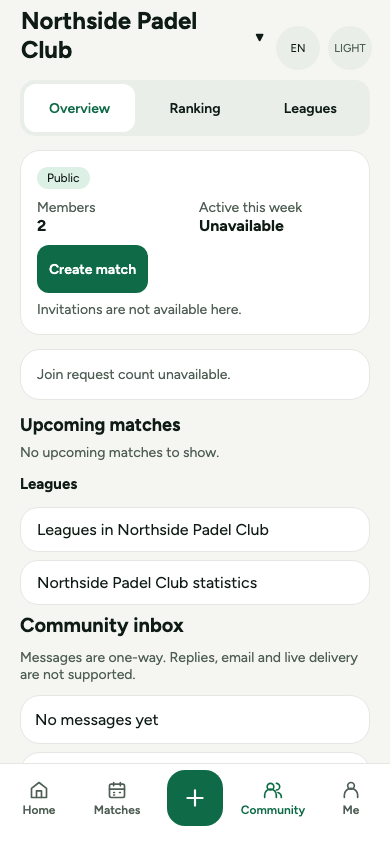 Northside Padel
Club
▼
EN
LIGHT
Overview
Ranking
Leagues
Public
Members
Active this week
2
Unavailable
Create match
Invitations are not available here.
Join request count unavailable.
Upcoming matches
No upcoming matches to show.
Leagues
Leagues in Northside Padel Club
Northside Padel Club statistics
Community inbox
Messages are one-way. Replies, email and live delivery
are not supported.
No messages yet
Home
Matches
Community
Me